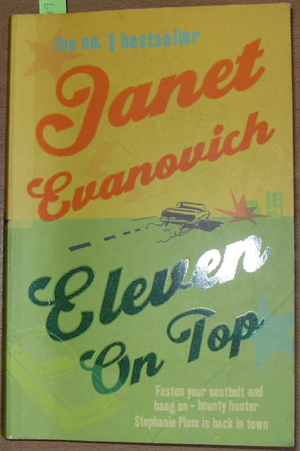 the no. 1 bestseller
Janet
Evanovich
Eleven
On Top
Fasten your seatbelt and
hang on - bounty hunter
Stephanie Plum is back in town